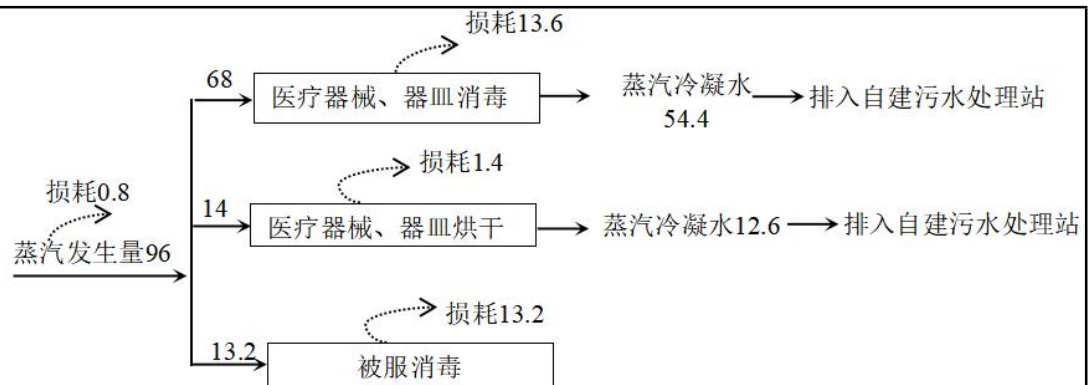 损耗13.6
68
医疗器械、器皿消毒
蒸汽冷凝水
54.4
排入自建污水处理站
损耗1.4
损耗0.8
14
医疗器械、器皿烘干
蒸汽冷凝水12.6
排入自建污水处理站
蒸汽发生量96
损耗13.2
13.2
被服消毒